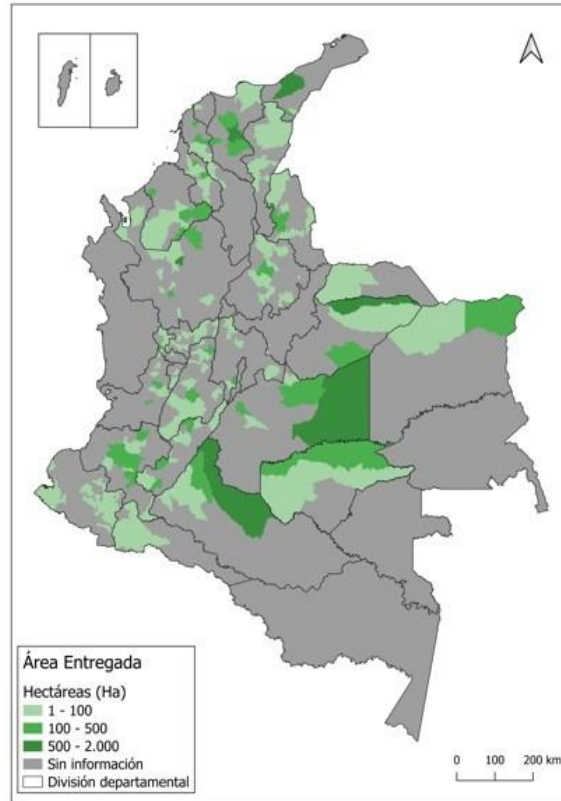 Área Entregada
Hectáreas (Ha)
1 - 100
100 - 500
500 - 2.000
Sin información
División departamental
0 100 200 km